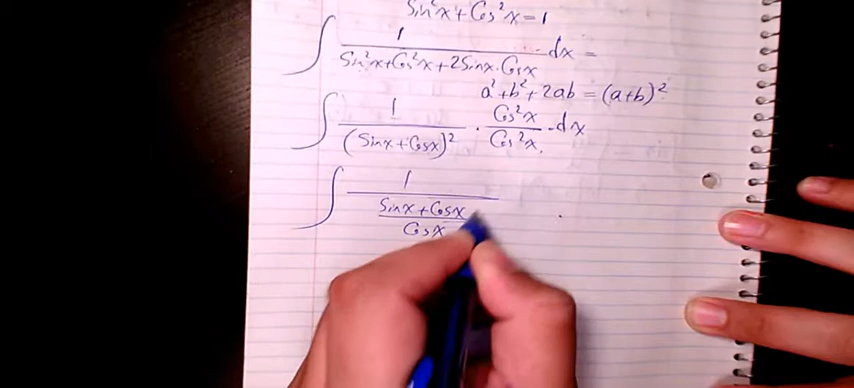 Sin²x + Cos²x = 1
∫ 1/(Sin²x + Cos²x + 2Sinx·Cosx) · dx =
a² + b² + 2ab = (a+b)²
∫ 1/(Sinx + Cosx)² · Cos²x/Cos²x · dx
∫ 1/((Sinx + Cosx)/Cosx)